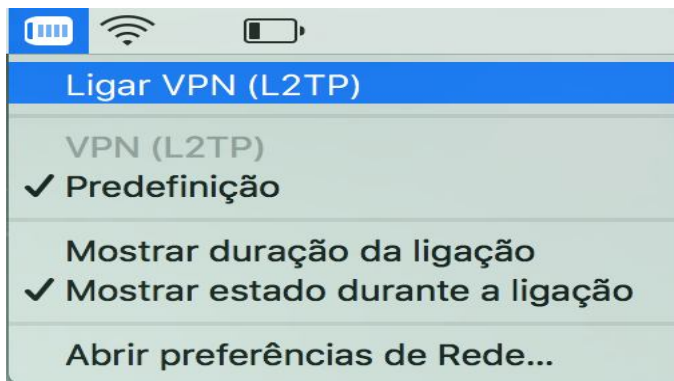 Ligar VPN (L2TP)
VPN (L2TP)
Predefinição
Mostrar duração da ligação
Mostrar estado durante a ligação
Abrir preferências de Rede...